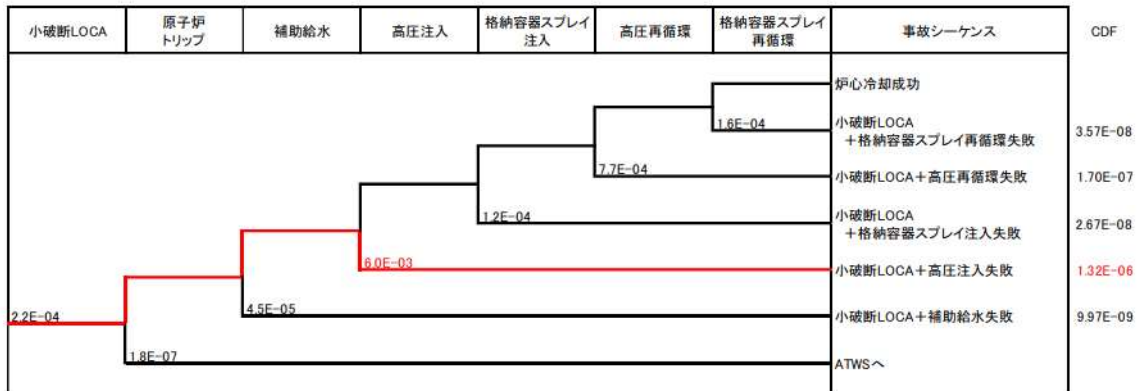 小破断LOCA
原子炉
トリップ
補助給水
高圧注入
格納容器スプレイ
注入
高圧再循環
格納容器スプレイ
再循環
事故シーケンス
CDF
炉心冷却成功
1.6E-04
小破断LOCA
+格納容器スプレイ再循環失敗
3.57E-08
7.7E-04
小破断LOCA+高圧再循環失敗
1.70E-07
1.2E-04
小破断LOCA
+格納容器スプレイ注入失敗
2.67E-08
6.0E-03
小破断LOCA+高圧注入失敗
1.32E-06
2.2E-04
4.5E-05
小破断LOCA+補助給水失敗
9.97E-09
1.8E-07
ATWSへ